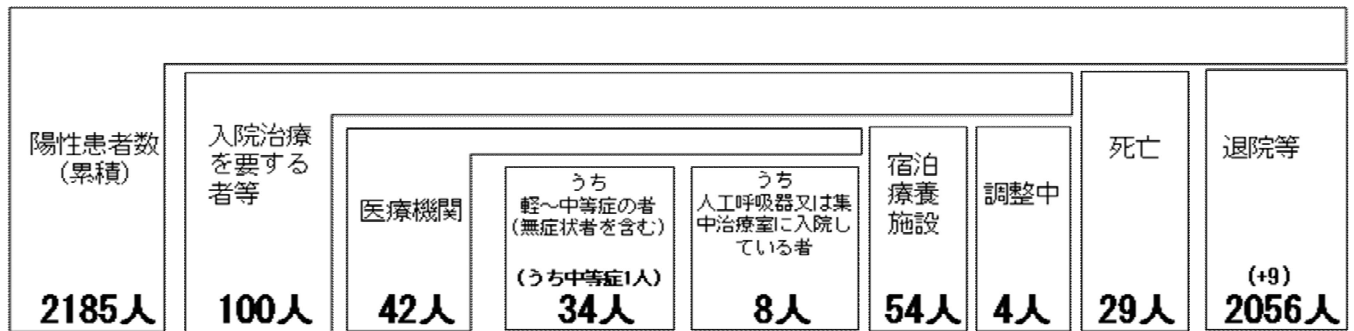 陽性患者数
(累積)
2185人
入院治療
を要する
者等
100人
医療機関
42人
うち
軽～中等症の者
(無症状者を含む)
(うち中等症1人)
34人
うち
人工呼吸器又は集
中治療室に入院し
ている者
8人
宿泊
療養
施設
54人
調整中
4人
死亡
29人
退院等
(+9)
2056人